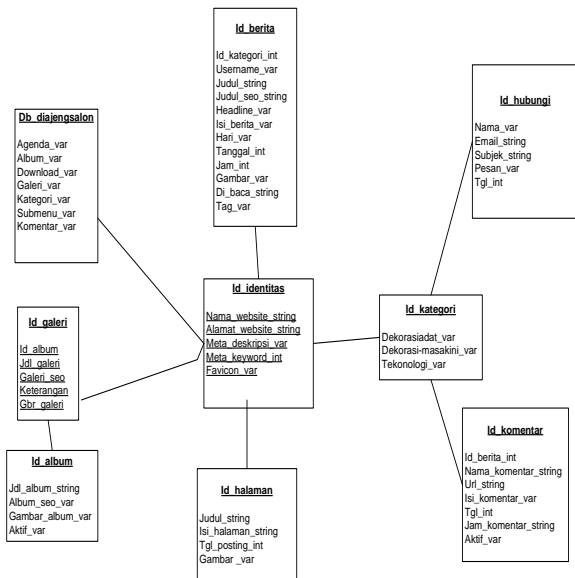 Id_berita
Id_kategori_int
Username_var
Judul_string
Judul_seo_string
Headline_var
Isi_berita_var
Hari_var
Tanggal_int
Jam_int
Gambar_var
Di_baca_string
Tag_var
Id_hubungi
Nama_var
Email_string
Subjek_string
Pesan_var
Tgl_int
Db_diajengsalon
Agenda_var
Album_var
Download_var
Galeri_var
Kategori_var
Submenu_var
Komentar_var
Id_identitas
Nama_website_string
Alamat_website_string
Meta_deskripsi_var
Meta_keyword_int
Favicon_var
Id_kategori
Dekorasiadat_var
Dekorasi-masakini_var
Tekonologi_var
Id_galeri
Id_album
Jdl_galeri
Galeri_seo
Keterangan
Gbr_galeri
Id_komentar
Id_berita_int
Nama_komentar_string
Url_string
Isi_komentar_var
Tgl_int
Jam_komentar_string
Aktif_var
Id_album
Jdl_album_string
Album_seo_var
Gambar_album_var
Aktif_var
Id_halaman
Judul_string
Isi_halaman_string
Tgl_posting_int
Gambar _var